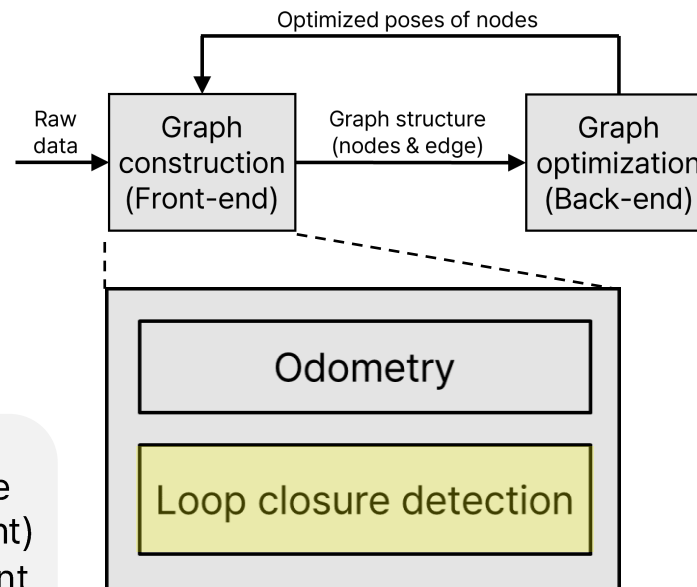 Optimized poses of nodes
Raw
data
Graph
construction
(Front-end)
Graph structure
(nodes & edge)
Graph
optimization
(Back-end)
Odometry
Loop closure detection